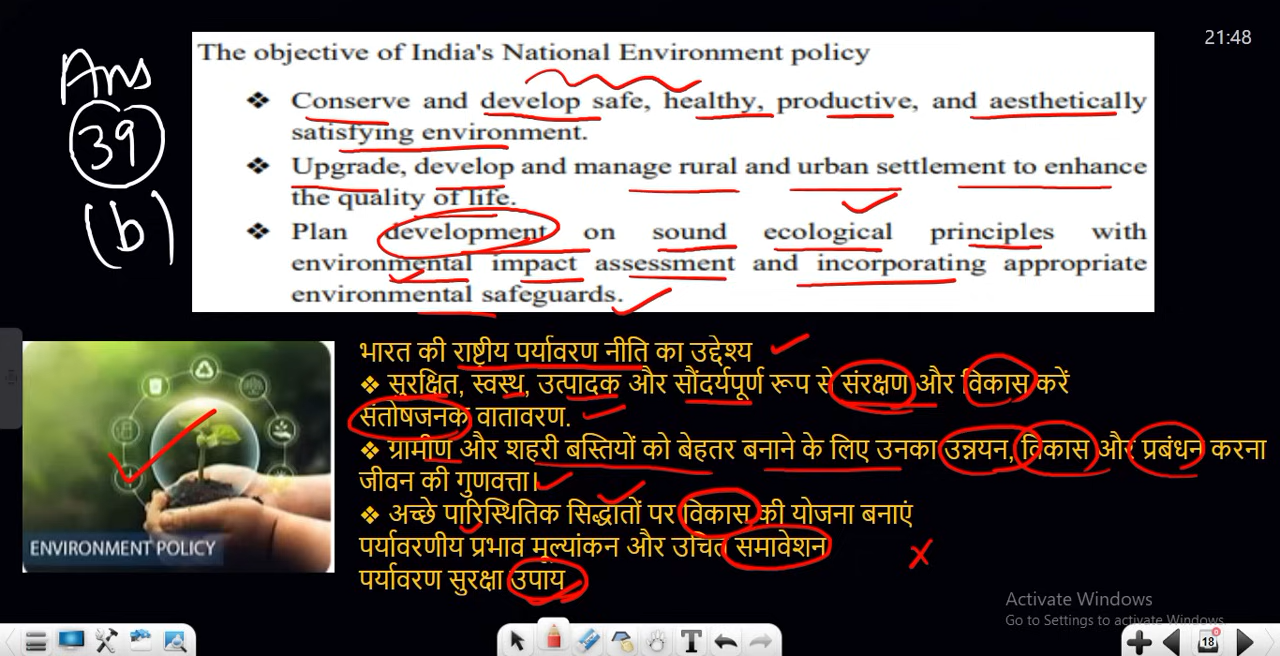 21:48
Ans
39
(b)
The objective of India's National Environment policy
❖ Conserve and develop safe, healthy, productive, and aesthetically
satisfying environment.
❖ Upgrade, develop and manage rural and urban settlement to enhance
the quality of life.
❖ Plan development on sound ecological principles with
environmental impact assessment and incorporating appropriate
environmental safeguards.
भारत की राष्ट्रीय पर्यावरण नीति का उद्देश्य
❖ सुरक्षित, स्वस्थ, उत्पादक और सौंदर्यपूर्ण रूप से संरक्षण और विकास करें
संतोषजनक वातावरण.
❖ ग्रामीण और शहरी बस्तियों को बेहतर बनाने के लिए उनका उन्नयन, विकास और प्रबंधन करना
जीवन की गुणवत्ता।
❖ अच्छे पारिस्थितिक सिद्धांतों पर विकास की योजना बनाएं
पर्यावरणीय प्रभाव मूल्यांकन और उचित समावेशन
पर्यावरण सुरक्षा उपाय
ENVIRONMENT POLICY
Activate Windows
Go to Settings to activate Windows.
T
18